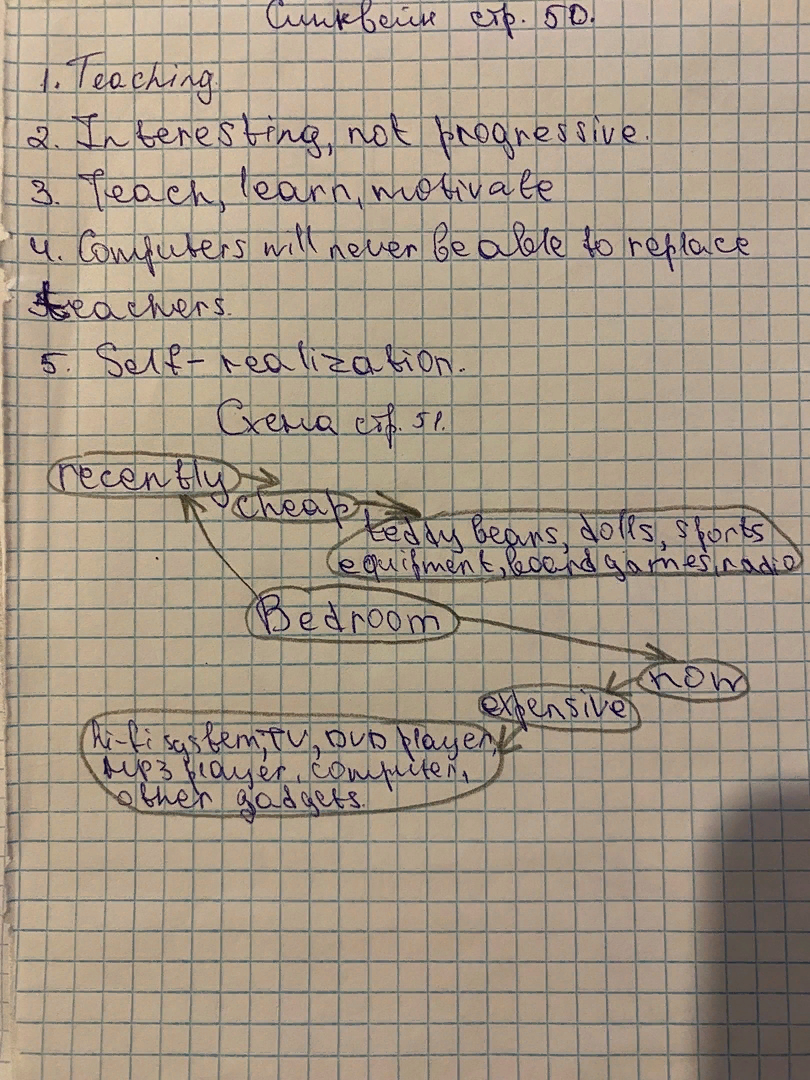 Синквейн стр. 50.
1. Teaching
2. Interesting, not progressive.
3. Teach, learn, motivate
4. Computers will never be able to replace
teachers.
5. Self-realization.
Схема стр. 51.
recently
cheap
teddy bears, dolls, sports
equipment, board games, radio
Bedroom
now
expensive
hi-fi system, TV, DVD player,
MP3 player, computer,
other gadgets.